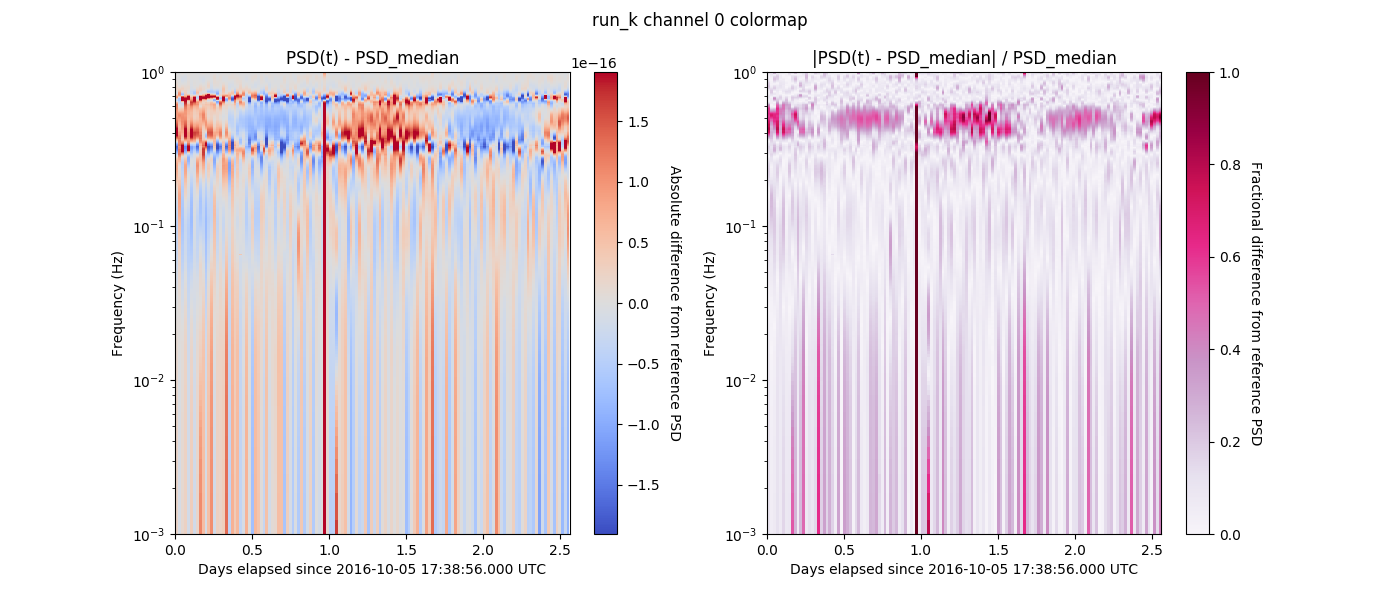 run_k channel 0 colormap
PSD(t) - PSD_median
1e−16
Frequency (Hz)
10⁰
10⁻¹
10⁻²
10⁻³
0.0 0.5 1.0 1.5 2.0 2.5
Days elapsed since 2016-10-05 17:38:56.000 UTC
1.5
1.0
0.5
0.0
−0.5
−1.0
−1.5
Absolute difference from reference PSD
|PSD(t) - PSD_median| / PSD_median
Frequency (Hz)
10⁰
10⁻¹
10⁻²
10⁻³
0.0 0.5 1.0 1.5 2.0 2.5
Days elapsed since 2016-10-05 17:38:56.000 UTC
1.0
0.8
0.6
0.4
0.2
0.0
Fractional difference from reference PSD